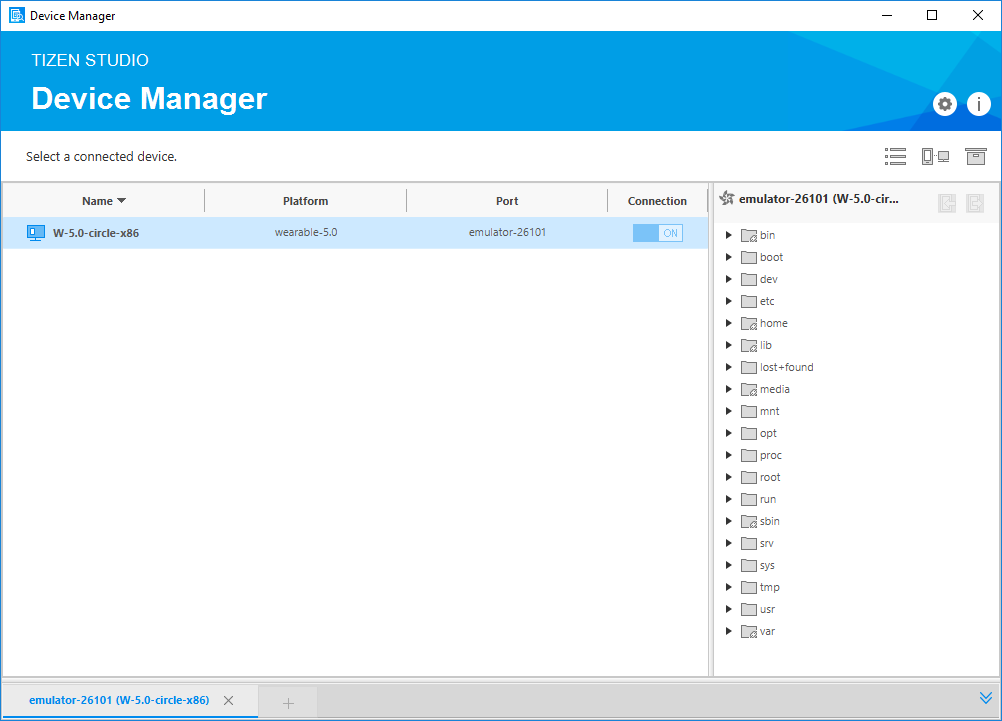 Device Manager
TIZEN STUDIO
Device Manager
Select a connected device.
Name Platform Port Connection
W-5.0-circle-x86 wearable-5.0 emulator-26101 ON
emulator-26101 (W-5.0-cir...
bin
boot
dev
etc
home
lib
lost+found
media
mnt
opt
proc
root
run
sbin
srv
sys
tmp
usr
var
emulator-26101 (W-5.0-circle-x86)